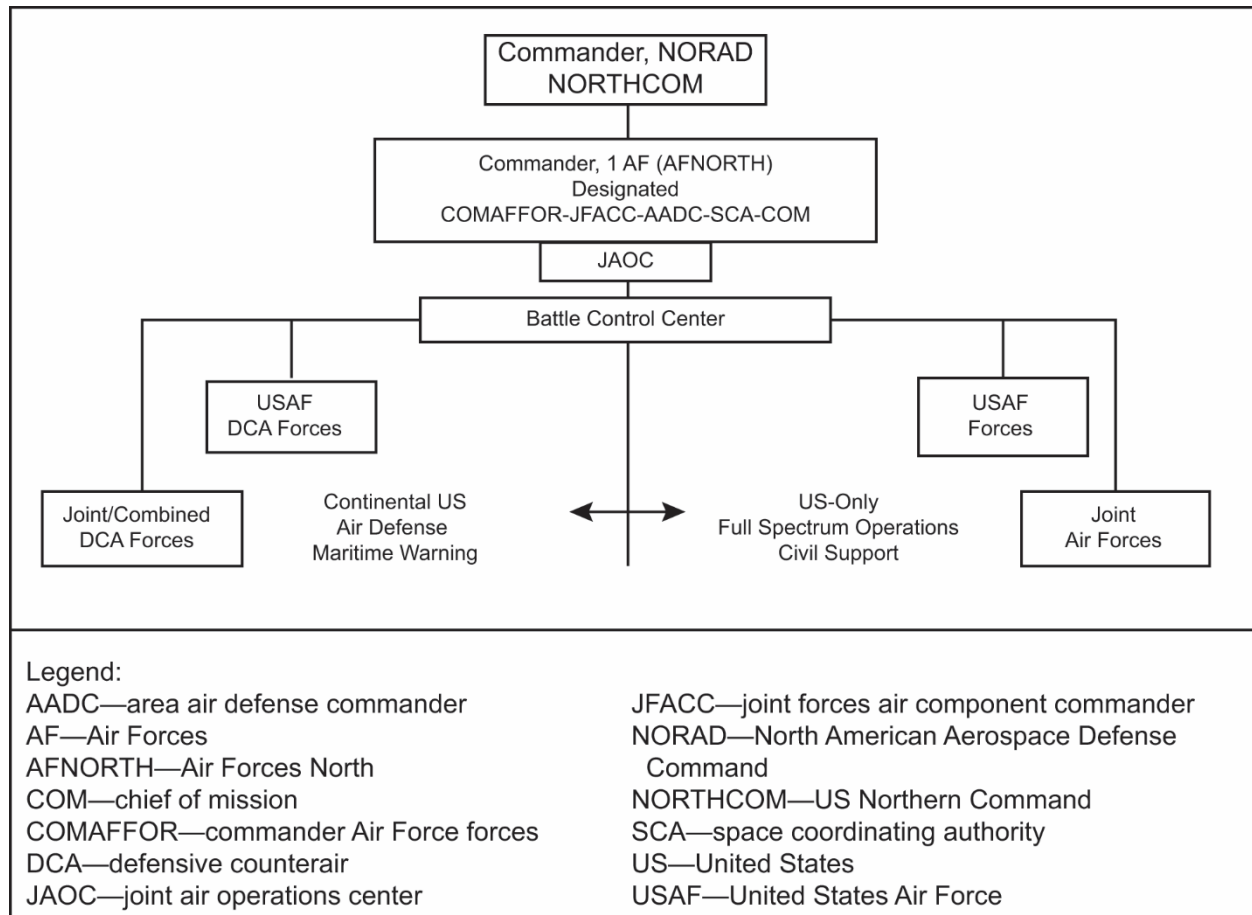 Commander, NORAD
NORTHCOM
Commander, 1 AF (AFNORTH)
Designated
COMAFFOR-JFACC-AADC-SCA-COM
JAOC
Battle Control Center
USAF
DCA Forces
USAF
Forces
Joint/Combined
DCA Forces
Continental US
Air Defense
Maritime Warning
US-Only
Full Spectrum Operations
Civil Support
Joint
Air Forces
Legend:
AADC—area air defense commander
AF—Air Forces
AFNORTH—Air Forces North
COM—chief of mission
COMAFFOR—commander Air Force forces
DCA—defensive counterair
JAOC—joint air operations center
JFACC—joint forces air component commander
NORAD—North American Aerospace Defense
Command
NORTHCOM—US Northern Command
SCA—space coordinating authority
US—United States
USAF—United States Air Force